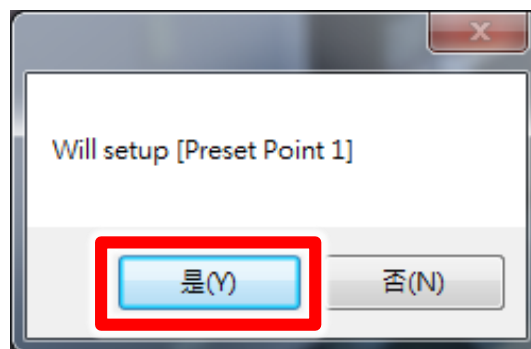 Will setup [Preset Point 1]
是(Y)
否(N)